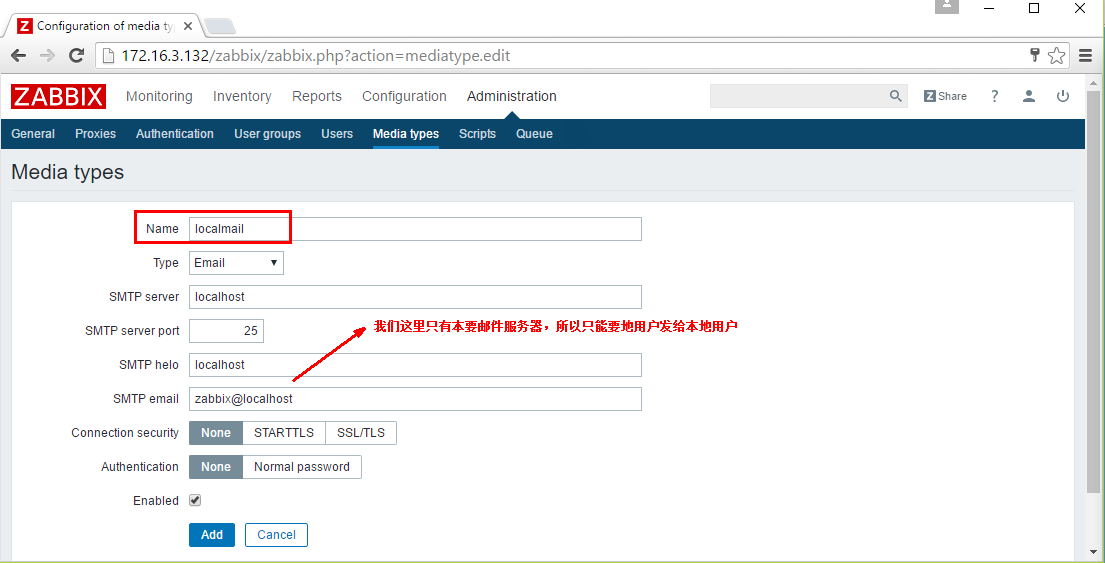 Configuration of media ty
172.16.3.132/zabbix/zabbix.php?action=mediatype.edit
ZABBIX Monitoring Inventory Reports Configuration Administration Z Share ?
General Proxies Authentication User groups Users Media types Scripts Queue
Media types
Name localmail
Type Email
SMTP server localhost
SMTP server port 25
我们这里只有本要邮件服务器，所以只能要地用户发给本地用户
SMTP helo localhost
SMTP email zabbix@localhost
Connection security None STARTTLS SSL/TLS
Authentication None Normal password
Enabled
Add Cancel